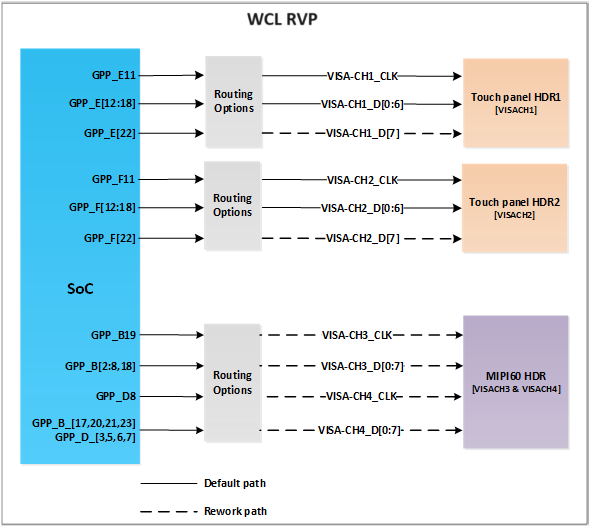 WCL RVP
SoC
GPP_E11
GPP_E[12:18]
GPP_E[22]
Routing
Options
VISA-CH1_CLK
VISA-CH1_D[0:6]
VISA-CH1_D[7]
Touch panel HDR1
[VISACH1]
GPP_F11
GPP_F[12:18]
GPP_F[22]
Routing
Options
VISA-CH2_CLK
VISA-CH2_D[0:6]
VISA-CH2_D[7]
Touch panel HDR2
[VISACH2]
GPP_B19
GPP_B[2:8,18]
GPP_D8
GPP_B_[17,20,21,23]
GPP_D_[3,5,6,7]
Routing
Options
VISA-CH3_CLK
VISA-CH3_D[0:7]
VISA-CH4_CLK
VISA-CH4_D[0:7]
MIPI60 HDR
[VISACH3 & VISACH4]
Default path
Rework path